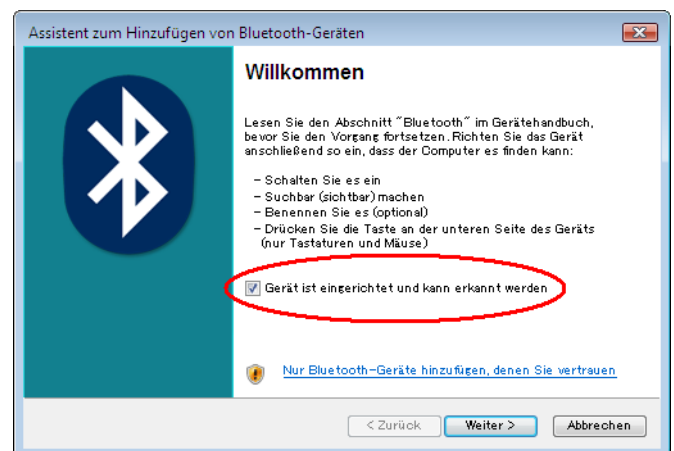 Assistent zum Hinzufügen von Bluetooth-Geräten
Willkommen
Lesen Sie den Abschnitt "Bluetooth" im Gerätehandbuch,
bevor Sie den Vorgang fortsetzen. Richten Sie das Gerät
anschließend so ein, dass der Computer es finden kann:
- Schalten Sie es ein
- Suchbar (sichtbar) machen
- Benennen Sie es (optional)
- Drücken Sie die Taste an der unteren Seite des Geräts
(nur Tastaturen und Mäuse)
Gerät ist eingerichtet und kann erkannt werden
Nur Bluetooth-Geräte hinzufügen, denen Sie vertrauen
< Zurück Weiter > Abbrechen